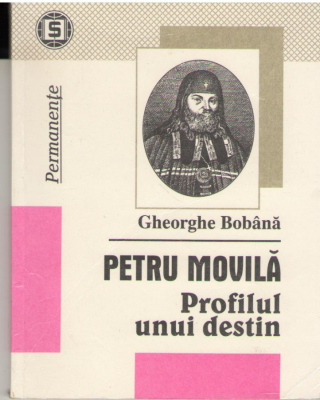 Permanențe
Gheorghe Bobână
PETRU MOVILĂ
Profilul
unui destin